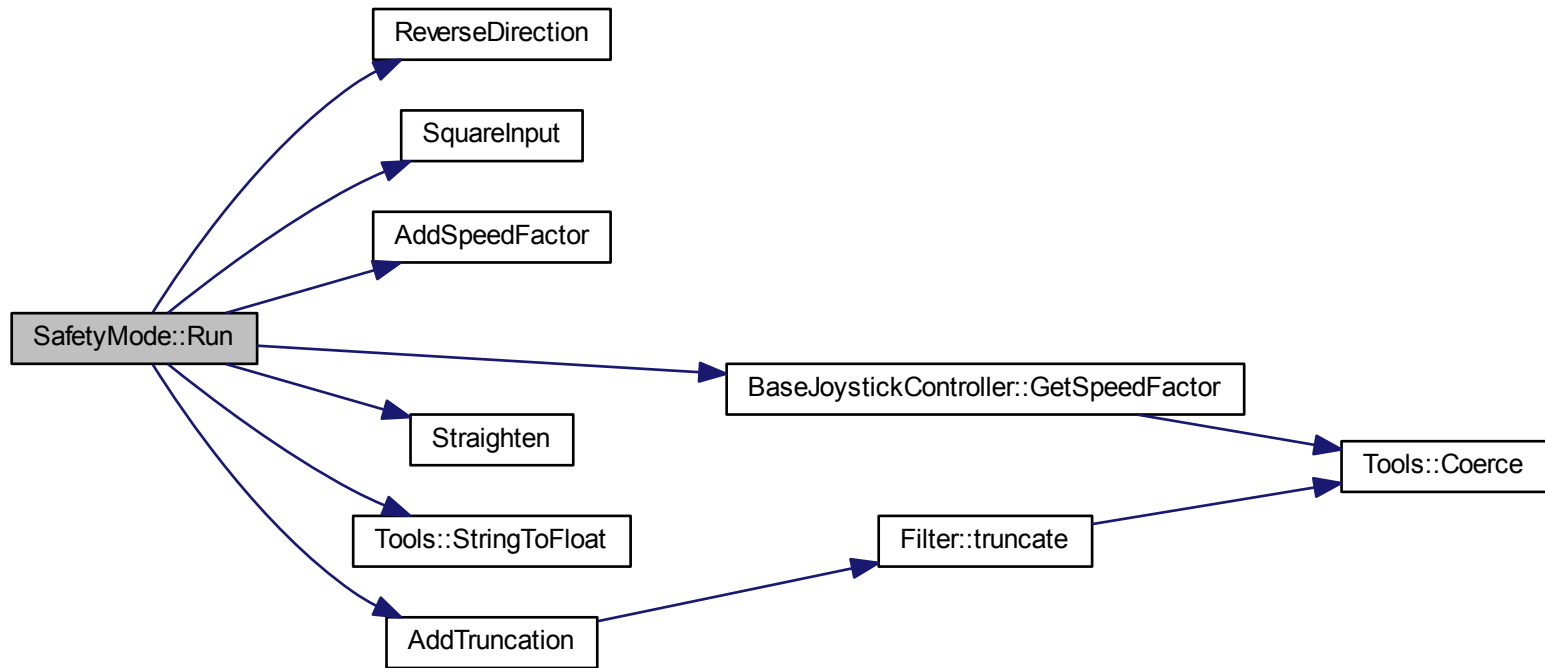 ReverseDirection
SquareInput
AddSpeedFactor
SafetyMode::Run
BaseJoystickController::GetSpeedFactor
Straighten
Tools::Coerce
Tools::StringToFloat
Filter::truncate
AddTruncation